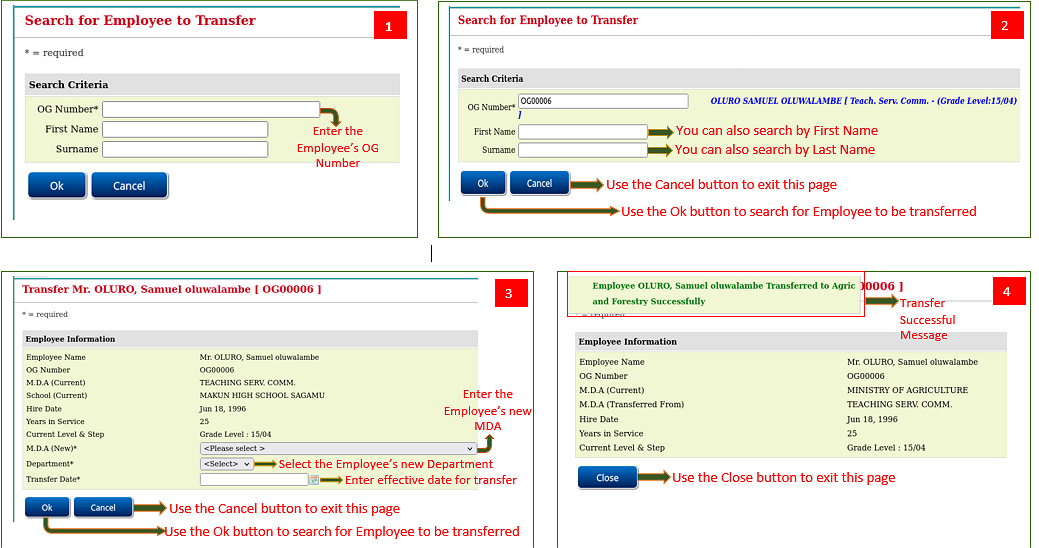 Search for Employee to Transfer
1
* = required
Search Criteria
OG Number*
First Name
Surname
Enter the
Employee's OG
Number
Ok Cancel
Search for Employee to Transfer
2
* = required
Search Criteria
OG Number* OG00006 OLURO SAMUEL OLUWALAMBE [ Teach. Serv. Comm. - (Grade Level:15/04)
]
First Name You can also search by First Name
Surname You can also search by Last Name
Ok Cancel Use the Cancel button to exit this page
Use the Ok button to search for Employee to be transferred
Transfer Mr. OLURO, Samuel oluwalambe [ OG00006 ]
3
* = required
Employee Information
Employee Name Mr. OLURO, Samuel oluwalambe
OG Number OG00006
M.D.A (Current) TEACHING SERV. COMM.
School (Current) MAKUN HIGH SCHOOL SAGAMU
Hire Date Jun 18, 1996
Years in Service 25
Current Level & Step Grade Level : 15/04
M.D.A (New)* <Please select >
Enter the
Employee's new
MDA
Department* <Select> Select the Employee's new Department
Transfer Date* Enter effective date for transfer
Ok Cancel Use the Cancel button to exit this page
Use the Ok button to search for Employee to be transferred
Employee OLURO, Samuel oluwalambe Transferred to Agric
and Forestry Successfully
00006 ]
4
Transfer
Successful
Message
* = required
Employee Information
Employee Name Mr. OLURO, Samuel oluwalambe
OG Number OG00006
M.D.A (Current) MINISTRY OF AGRICULTURE
M.D.A (Transferred From) TEACHING SERV. COMM.
Hire Date Jun 18, 1996
Years in Service 25
Current Level & Step Grade Level : 15/04
Close Use the Close button to exit this page